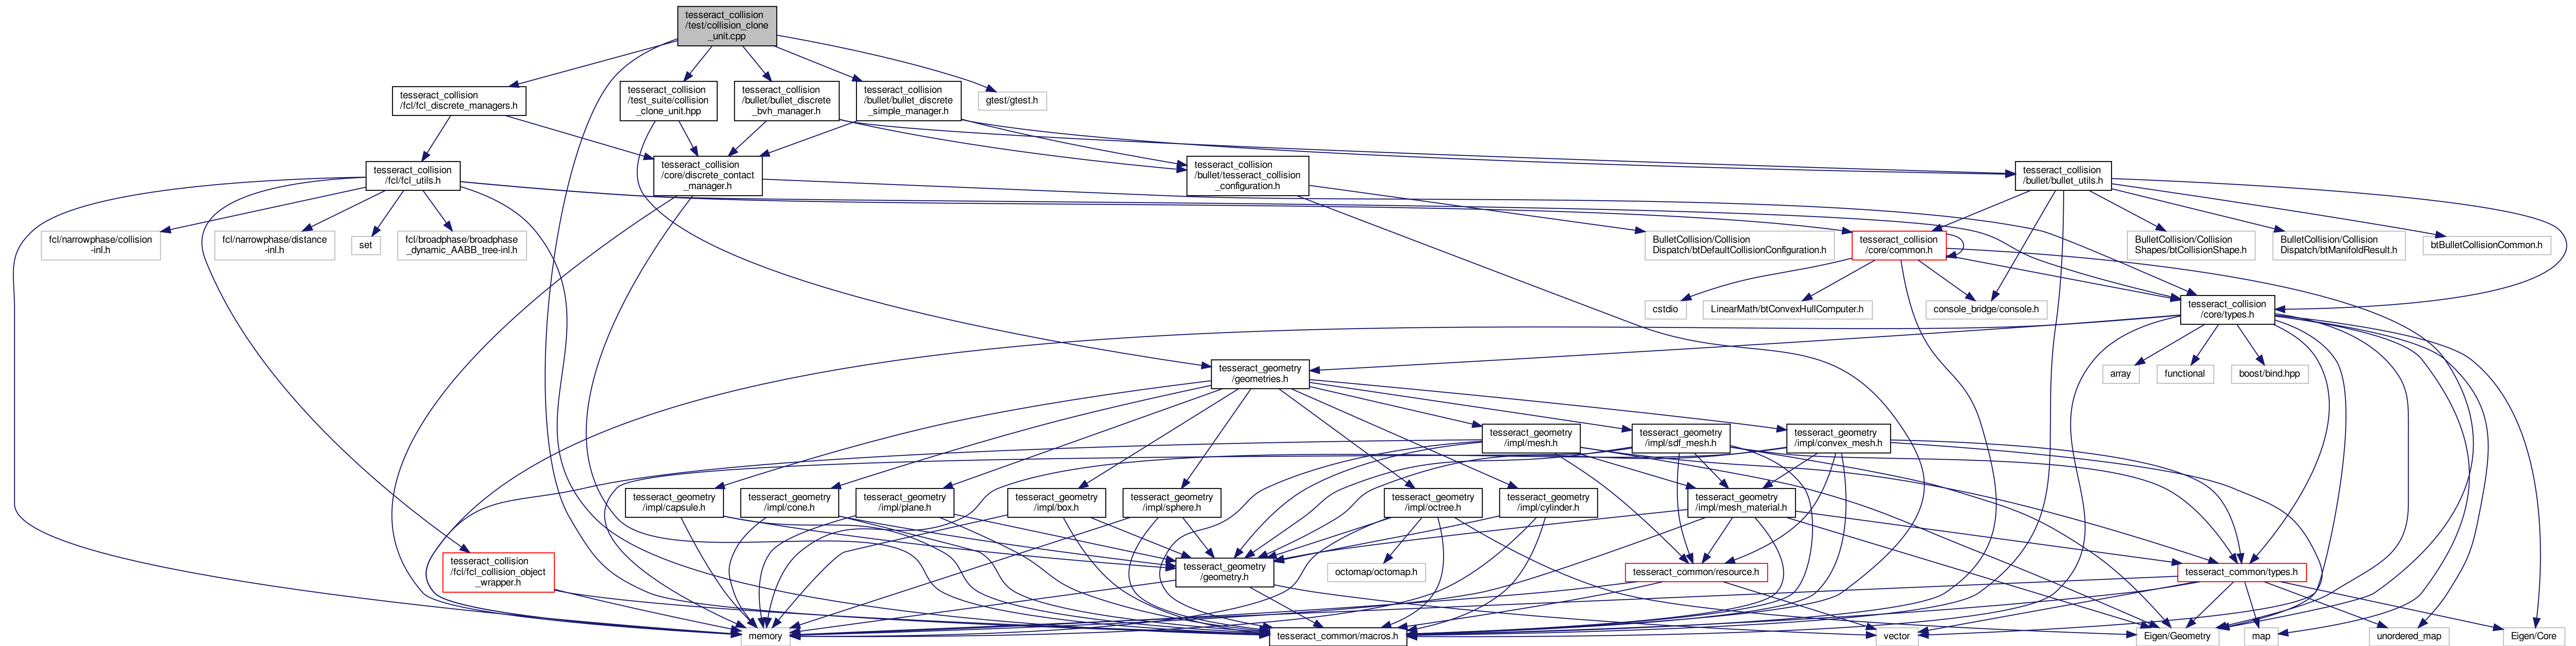 tesseract_collision
/test/collision_clone
_unit.cpp
tesseract_collision
/fcl/fcl_discrete_managers.h
tesseract_collision
/test_suite/collision
_clone_unit.hpp
tesseract_collision
/bullet/bullet_discrete
_bvh_manager.h
tesseract_collision
/bullet/bullet_discrete
_simple_manager.h
gtest/gtest.h
tesseract_collision
/fcl/fcl_utils.h
tesseract_collision
/core/discrete_contact
_manager.h
tesseract_collision
/bullet/tesseract_collision
_configuration.h
tesseract_collision
/bullet/bullet_utils.h
fcl/narrowphase/collision
-inl.h
fcl/narrowphase/distance
-inl.h
set
fcl/broadphase/broadphase
_dynamic_AABB_tree-inl.h
tesseract_collision
/core/common.h
BulletCollision/Collision
Dispatch/btDefaultCollisionConfiguration.h
BulletCollision/Collision
Shapes/btCollisionShape.h
BulletCollision/Collision
Dispatch/btManifoldResult.h
btBulletCollisionCommon.h
cstdio
LinearMath/btConvexHullComputer.h
console_bridge/console.h
tesseract_collision
/core/types.h
tesseract_geometry
/geometries.h
array
functional
boost/bind.hpp
tesseract_geometry
/impl/mesh.h
tesseract_geometry
/impl/sdf_mesh.h
tesseract_geometry
/impl/convex_mesh.h
tesseract_geometry
/impl/capsule.h
tesseract_geometry
/impl/cone.h
tesseract_geometry
/impl/plane.h
tesseract_geometry
/impl/box.h
tesseract_geometry
/impl/sphere.h
tesseract_geometry
/impl/octree.h
tesseract_geometry
/impl/cylinder.h
tesseract_geometry
/impl/mesh_material.h
tesseract_collision
/fcl/fcl_collision_object
_wrapper.h
tesseract_geometry
/geometry.h
octomap/octomap.h
tesseract_common/resource.h
tesseract_common/types.h
memory
tesseract_common/macros.h
vector
Eigen/Geometry
map
unordered_map
Eigen/Core